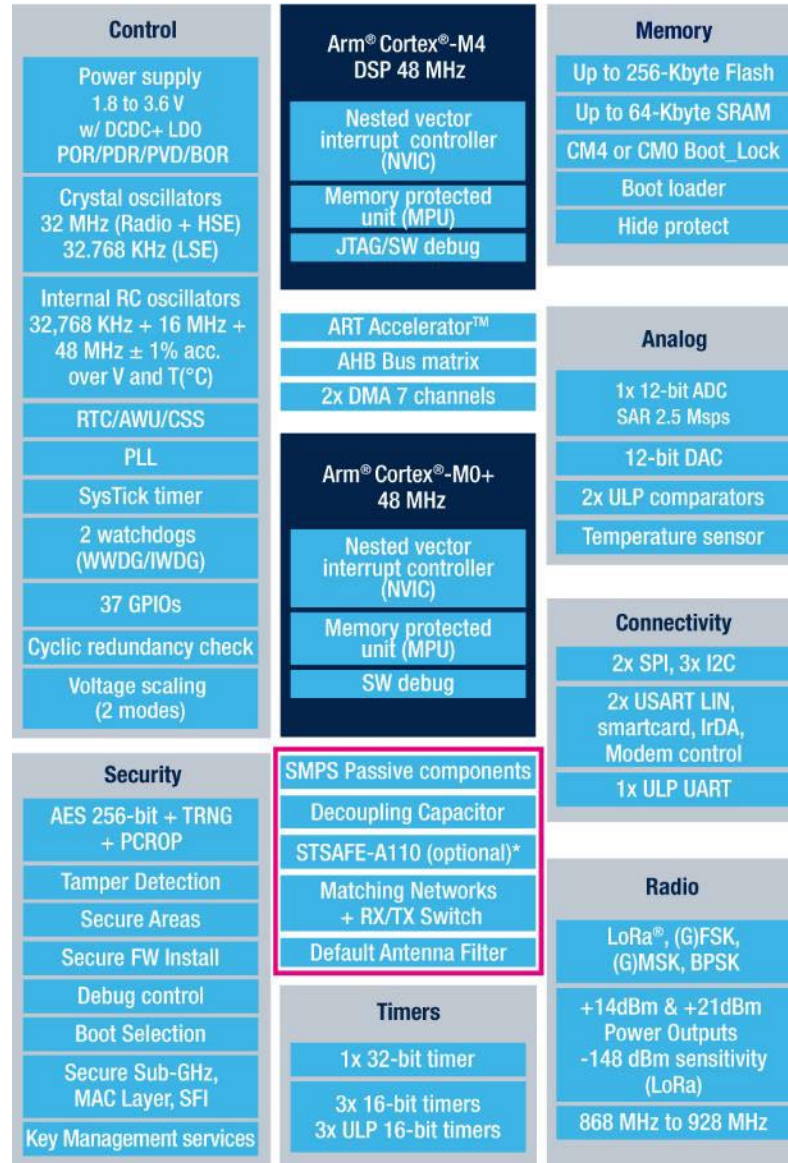 Control
Power supply
1.8 to 3.6 V
w/ DCDC+ LDO
POR/PDR/PVD/BOR
Crystal oscillators
32 MHz (Radio + HSE)
32.768 KHz (LSE)
Internal RC oscillators
32,768 KHz + 16 MHz +
48 MHz ± 1% acc.
over V and T(°C)
RTC/AWU/CSS
PLL
SysTick timer
2 watchdogs
(WWDG/IWDG)
37 GPIOs
Cyclic redundancy check
Voltage scaling
(2 modes)
Security
AES 256-bit + TRNG
+ PCROP
Tamper Detection
Secure Areas
Secure FW Install
Debug control
Boot Selection
Secure Sub-GHz,
MAC Layer, SFI
Key Management services
Arm® Cortex®-M4
DSP 48 MHz
Nested vector
interrupt controller
(NVIC)
Memory protected
unit (MPU)
JTAG/SW debug
ART Accelerator™
AHB Bus matrix
2x DMA 7 channels
Arm® Cortex®-M0+
48 MHz
Nested vector
interrupt controller
(NVIC)
Memory protected
unit (MPU)
SW debug
SMPS Passive components
Decoupling Capacitor
STSAFE-A110 (optional)*
Matching Networks
+ RX/TX Switch
Default Antenna Filter
Timers
1x 32-bit timer
3x 16-bit timers
3x ULP 16-bit timers
Memory
Up to 256-Kbyte Flash
Up to 64-Kbyte SRAM
CM4 or CM0 Boot_Lock
Boot loader
Hide protect
Analog
1x 12-bit ADC
SAR 2.5 Msps
12-bit DAC
2x ULP comparators
Temperature sensor
Connectivity
2x SPI, 3x I2C
2x USART LIN,
smartcard, IrDA,
Modem control
1x ULP UART
Radio
LoRa®, (G)FSK,
(G)MSK, BPSK
+14dBm & +21dBm
Power Outputs
-148 dBm sensitivity
(LoRa)
868 MHz to 928 MHz